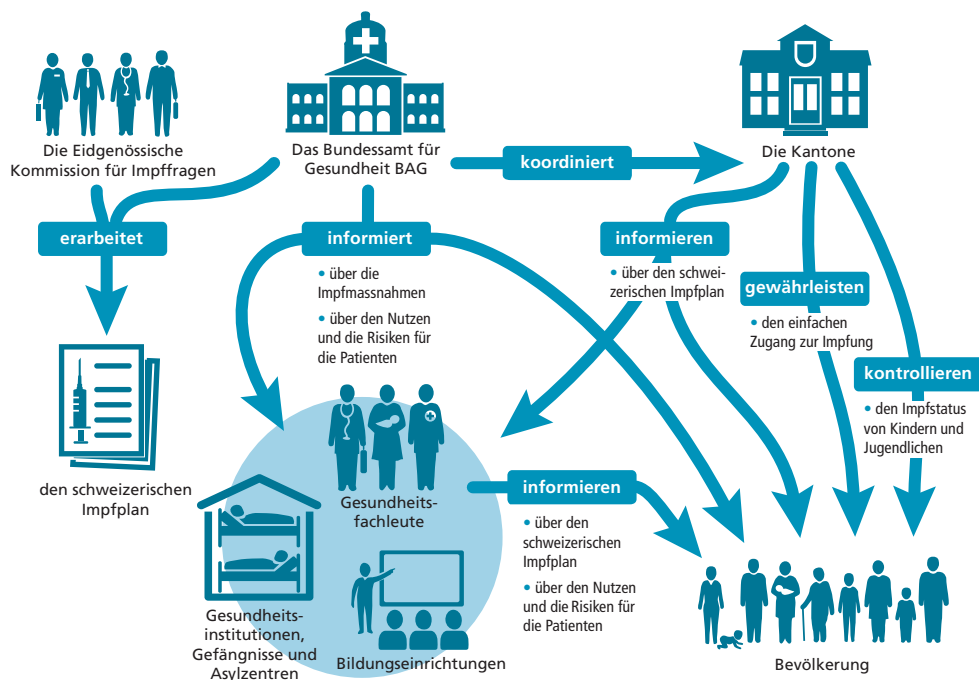 Die Eidgenössische
Kommission für Impffragen
Das Bundessamt für
Gesundheit BAG
koordiniert
Die Kantone
erarbeitet
informiert
• über die
Impfmassnahmen
• über den Nutzen
und die Risiken für
die Patienten
informieren
• über den schwei-
zerischen Impfplan
gewährleisten
• den einfachen
Zugang zur Impfung
kontrollieren
• den Impfstatus
von Kindern und
Jugendlichen
den schweizerischen
Impfplan
Gesundheits-
fachleute
informieren
• über den
schweizerischen
Impfplan
• über den Nutzen
und die Risiken für
die Patienten
Gesundheits-
institutionen,
Gefängnisse und
Asylzentren
Bildungseinrichtungen
Bevölkerung